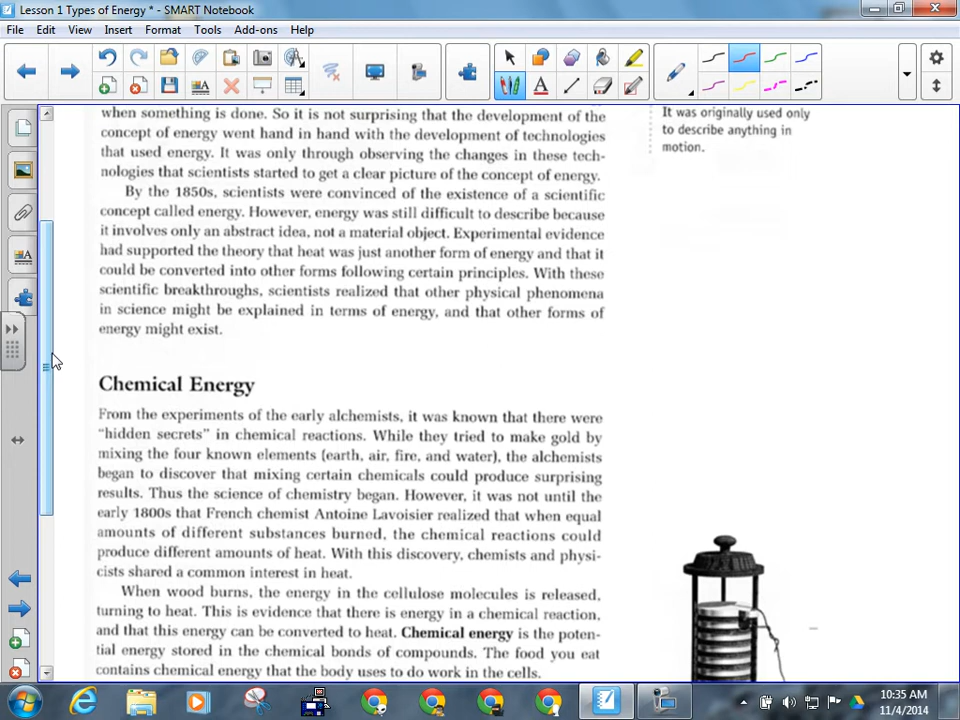 Lesson 1 Types of Energy * - SMART Notebook
File Edit View Insert Format Tools Add-ons Help
when something is done. So it is not surprising that the development of the
concept of energy went hand in hand with the development of technologies
that used energy. It was only through observing the changes in these tech-
nologies that scientists started to get a clear picture of the concept of energy.
By the 1850s, scientists were convinced of the existence of a scientific
concept called energy. However, energy was still difficult to describe because
it involves only an abstract idea, not a material object. Experimental evidence
had supported the theory that heat was just another form of energy and that it
could be converted into other forms following certain principles. With these
scientific breakthroughs, scientists realized that other physical phenomena
in science might be explained in terms of energy, and that other forms of
energy might exist.
It was originally used only
to describe anything in
motion.
Chemical Energy
From the experiments of the early alchemists, it was known that there were
“hidden secrets” in chemical reactions. While they tried to make gold by
mixing the four known elements (earth, air, fire, and water), the alchemists
began to discover that mixing certain chemicals could produce surprising
results. Thus the science of chemistry began. However, it was not until the
early 1800s that French chemist Antoine Lavoisier realized that when equal
amounts of different substances burned, the chemical reactions could
produce different amounts of heat. With this discovery, chemists and physi-
cists shared a common interest in heat.
When wood burns, the energy in the cellulose molecules is released,
turning to heat. This is evidence that there is energy in a chemical reaction,
and that this energy can be converted to heat. Chemical energy is the poten-
tial energy stored in the chemical bonds of compounds. The food you eat
contains chemical energy that the body uses to do work in the cells.
10:35 AM
11/4/2014